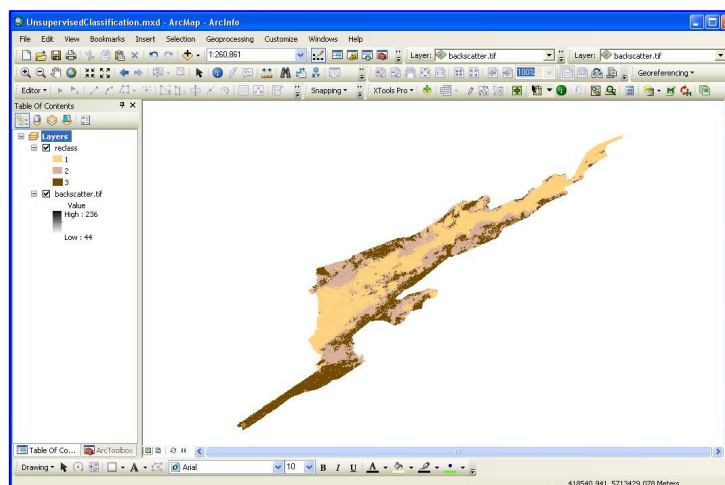 UnsupervisedClassification.mxd - ArcMap - ArcInfo
File Edit View Bookmarks Insert Selection Geoprocessing Customize Windows Help
1:260,861 Layer: backscatter.tif Layer: backscatter.tif
100% Georeferencing
Editor Snapping XTools Pro
Table Of Contents
Layers
reclass
1
2
3
backscatter.tif
Value
High : 236
Low : 44
Table Of Co... ArcToolbox
Drawing A Arial 10 B I U A
418540.941 5713429.078 Meters